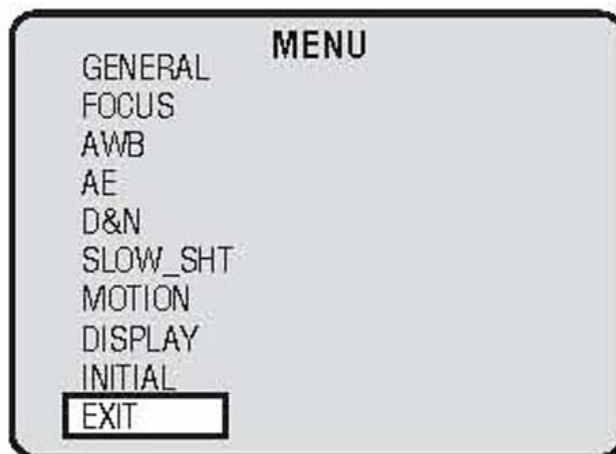 MENU
GENERAL
FOCUS
AWB
AE
D&N
SLOW_SHT
MOTION
DISPLAY
INITIAL
EXIT